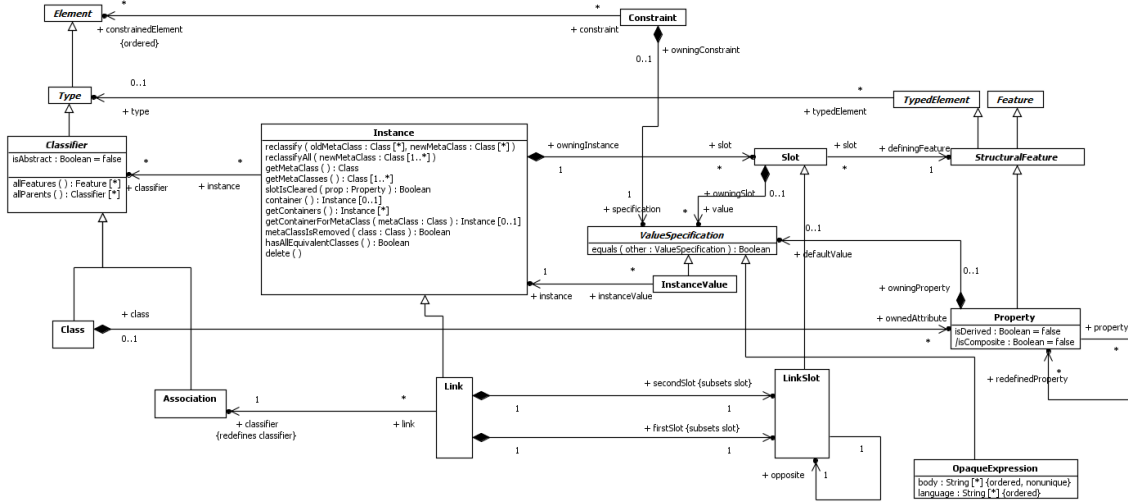 Element
*
*
Constraint
+ constrainedElement
{ordered}
+ constraint
+ owningConstraint
0..1
0..1
*
Type
TypedElement
Feature
+ type
+ typedElement
Classifier
isAbstract : Boolean = false
allFeatures ( ) : Feature [*]
allParents ( ) : Classifier [*]
*
*
+ classifier
+ instance
Instance
reclassify ( oldMetaClass : Class [*], newMetaClass : Class [*] )
reclassifyAll ( newMetaClass : Class [1..*] )
getMetaClass ( ) : Class
getMetaClasses ( ) : Class [1..*]
slotIsCleared ( prop : Property ) : Boolean
container ( ) : Instance [0..1]
getContainers ( ) : Instance [*]
getContainerForMetaClass ( metaClass : Class ) : Instance [0..1]
metaClassIsRemoved ( class : Class ) : Boolean
hasAllEquivalentClasses ( ) : Boolean
delete ( )
+ owningInstance
+ slot
Slot
+ slot
+ definingFeature
StructuralFeature
1
*
*
1
+ owningSlot
0..1
1
+ specification
*
+ value
ValueSpecification
equals ( other : ValueSpecification ) : Boolean
0..1
+ defaultValue
0..1
+ owningProperty
1
*
+ instance
+ instanceValue
InstanceValue
Class
+ class
0..1
+ ownedAttribute
*
Property
isDerived : Boolean = false
/isComposite : Boolean = false
+ property
*
+ redefinedProperty
*
Association
1
*
+ classifier
{redefines classifier}
+ link
Link
+ secondSlot {subsets slot}
1
1
+ firstSlot {subsets slot}
1
1
LinkSlot
+ opposite
1
1
OpaqueExpression
body : String [*] {ordered, nonunique}
language : String [*] {ordered}